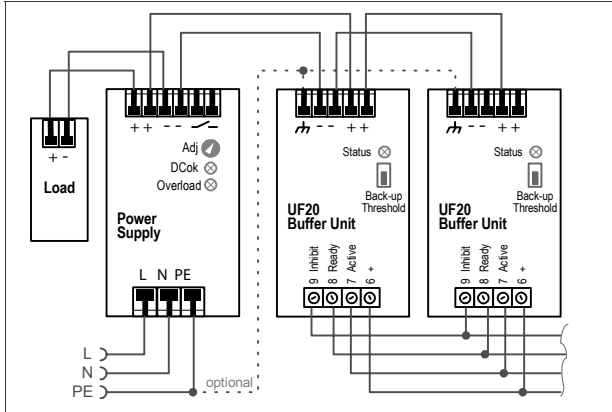 + + - -
- - + +
- - + +
+ -
Load
Adj
DCok
Overload
Power
Supply
L N PE
Status
Back-up
Threshold
UF20
Buffer Unit
9 Inhibit
8 Ready
7 Active
6 +
Status
Back-up
Threshold
UF20
Buffer Unit
9 Inhibit
8 Ready
7 Active
6 +
L
N
PE
optional